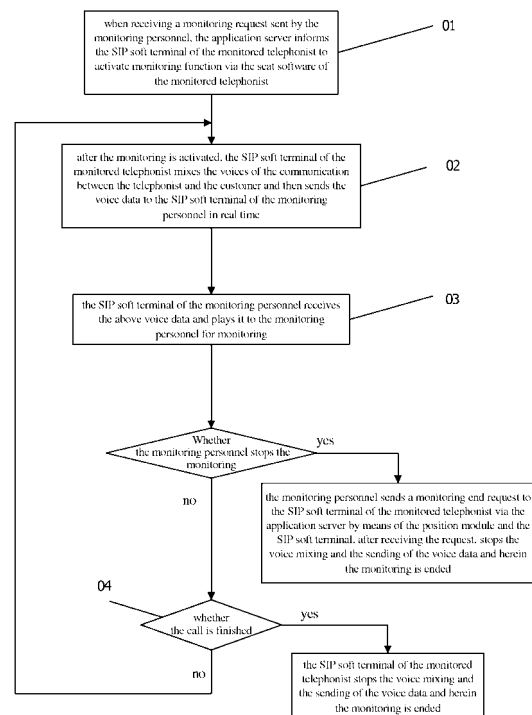 when receiving a monitoring request sent by the
monitoring personnel, the application server informs
the SIP soft terminal of the monitored telephonist to
activate monitoring function via the seat software of
the monitored telephonist
01
after the monitoring is activated, the SIP soft terminal of the
monitored telephonist mixes the voices of the communication
between the telephonist and the customer and then sends the
voice data to the SIP soft terminal of the monitoring
personnel in real time
02
the SIP soft terminal of the monitoring personnel receives
the above voice data and plays it to the monitoring
personnel for monitoring
03
Whether
the monitoring personnel stops the
monitoring
yes
no
the monitoring personnel sends a monitoring end request to
the SIP soft terminal of the monitored telephonist via the
application server by means of the position module and the
SIP soft terminal, after receiving the request, stops the
voice mixing and the sending of the voice data and herein
the monitoring is ended
04
whether
the call is finished
yes
no
the SIP soft terminal of the monitored
telephonist stops the voice mixing and
the sending of the voice data and herein
the monitoring is ended